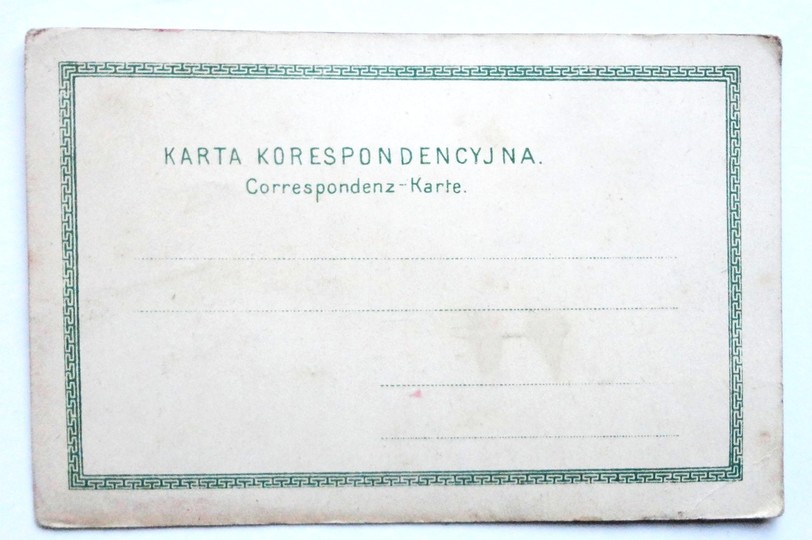 KARTA KORESPONDENCYJNA.
Correspondenz-Karte.